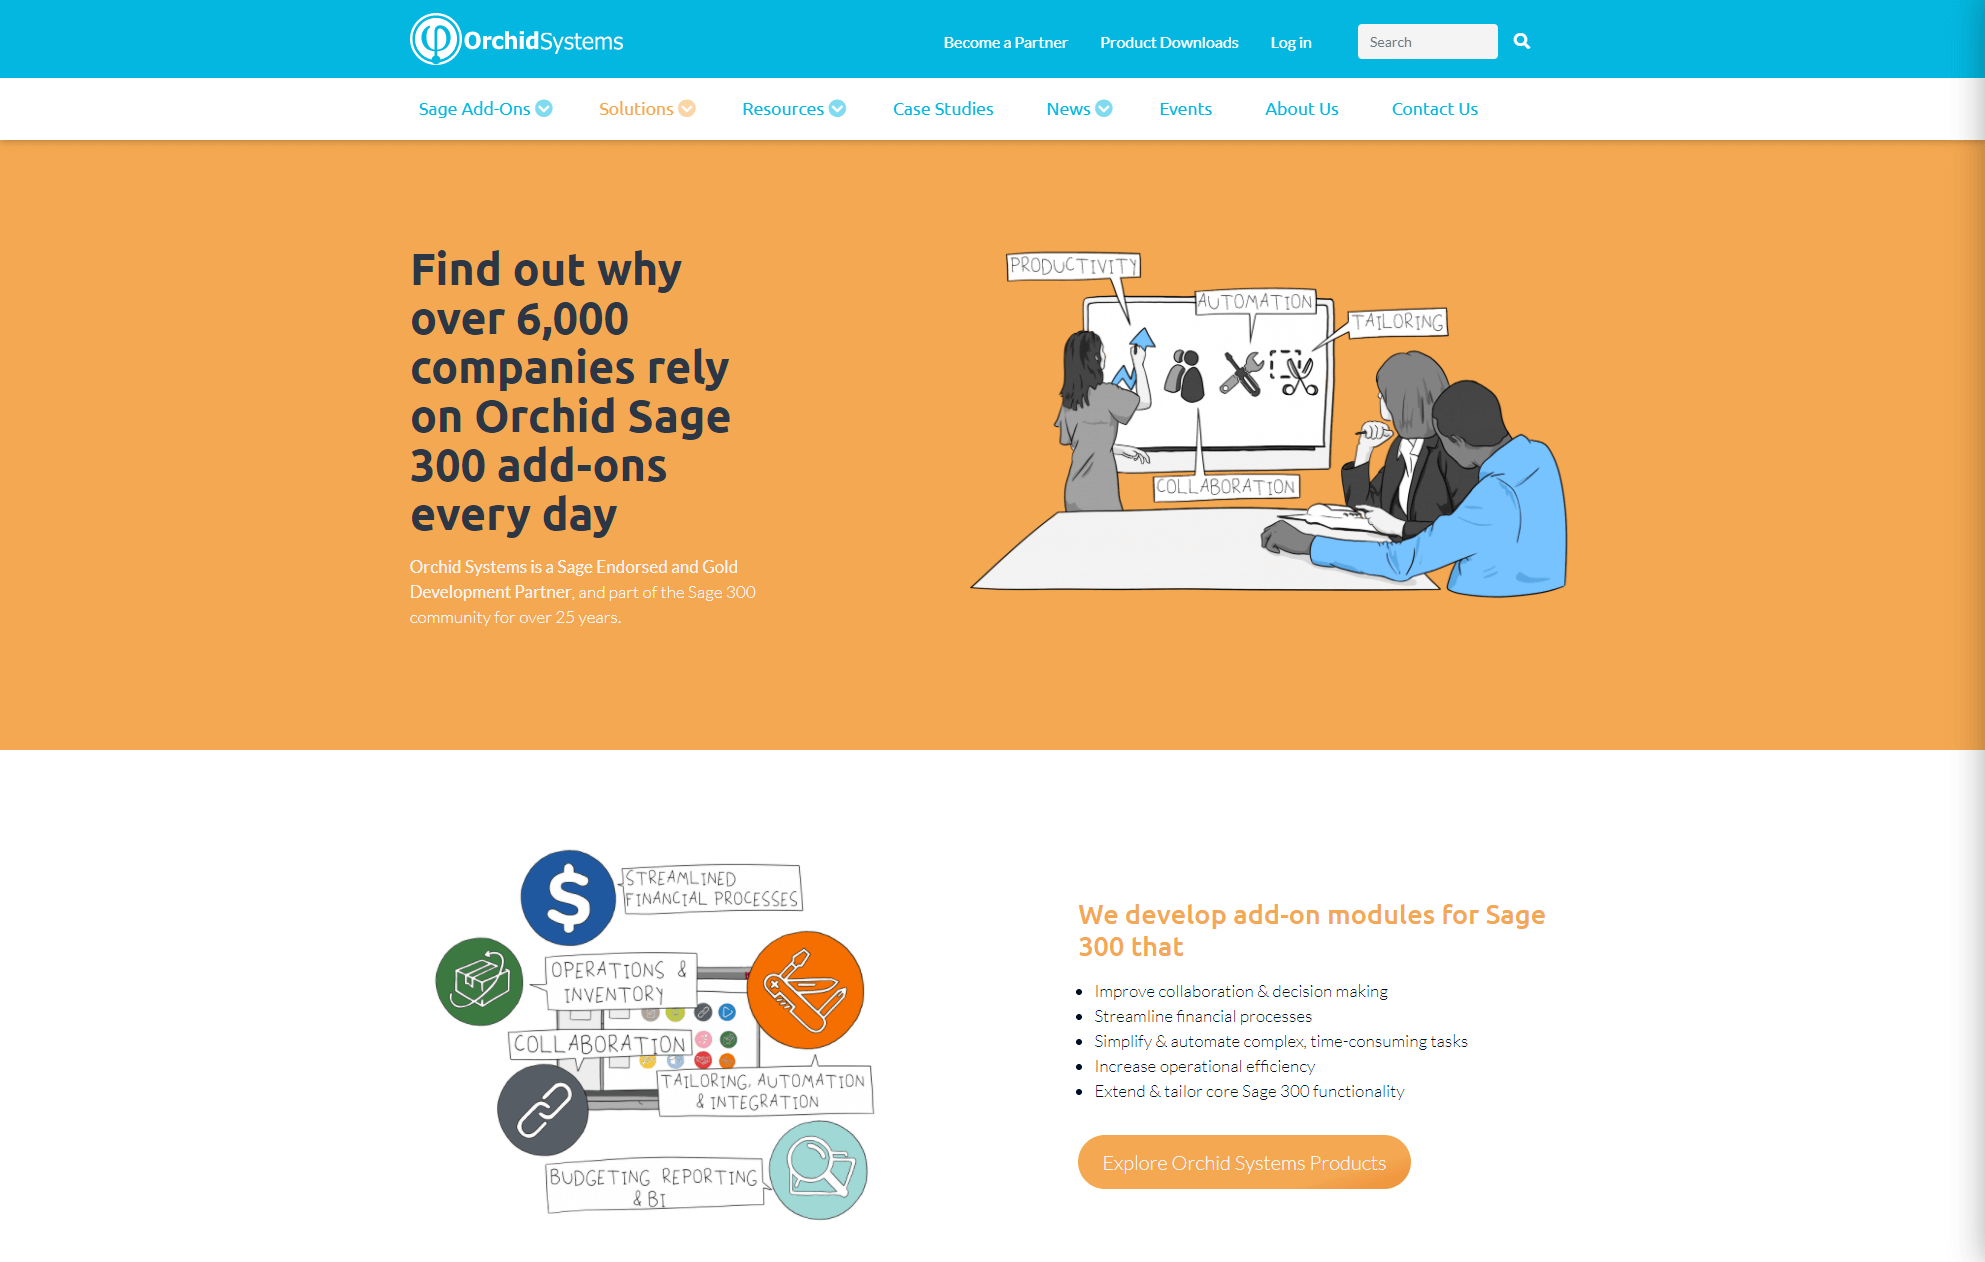 OrchidSystems
Become a Partner
Product Downloads
Log in
Search
Sage Add-Ons
Solutions
Resources
Case Studies
News
Events
About Us
Contact Us
Find out why
over 6,000
companies rely
on Orchid Sage
300 add-ons
every day
Orchid Systems is a Sage Endorsed and Gold
Development Partner, and part of the Sage 300
community for over 25 years.
PRODUCTIVITY
AUTOMATION
TAILORING
COLLABORATION
STREAMLINED
FINANCIAL PROCESSES
OPERATIONS &
INVENTORY
COLLABORATION
TAILORING, AUTOMATION
& INTEGRATION
BUDGETING REPORTING
& BI
We develop add-on modules for Sage
300 that
Improve collaboration & decision making
Streamline financial processes
Simplify & automate complex, time-consuming tasks
Increase operational efficiency
Extend & tailor core Sage 300 functionality
Explore Orchid Systems Products